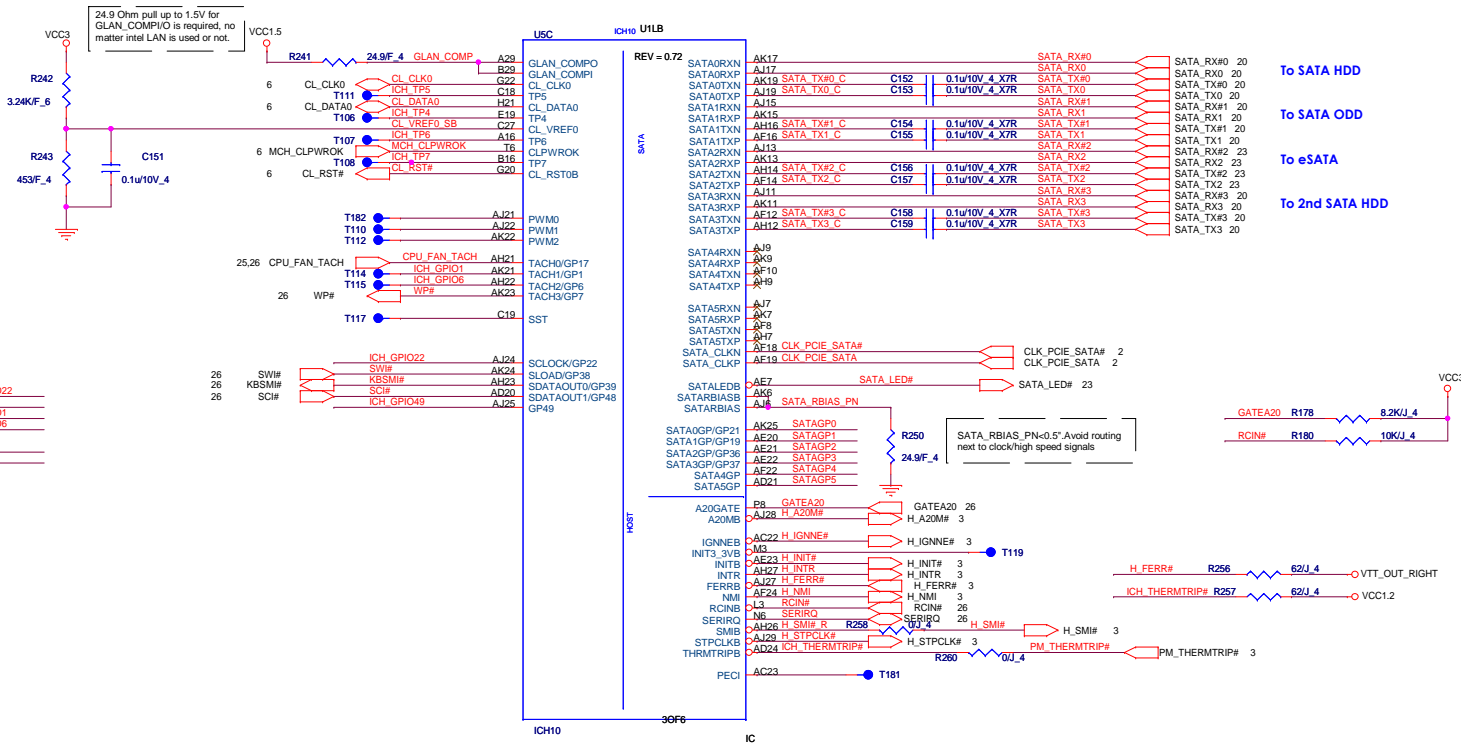 24.9 Ohm pull up to 1.5V for
GLAN_COMPI/O is required, no
matter intel LAN is used or not.
VCC3
VCC1.5
R242
3.24K/F_6
R243
453/F_4
C151
0.1u/10V_4
R241 24.9/F_4 GLAN_COMP
6 CL_CLK0 CL_CLK0
T111 ICH_TP5
6 CL_DATA0 CL_DATA0
T106 ICH_TP4
CL_VREF0_SB
T107 ICH_TP6
6 MCH_CLPWROK MCH_CLPWROK
T108 ICH_TP7
6 CL_RST# CL_RST#
T182
T110
T112
25,26 CPU_FAN_TACH CPU_FAN_TACH
T114 ICH_GPIO1
T115 ICH_GPIO6
26 WP# WP#
T117
ICH_GPIO22
26 SWI# SWI#
26 KBSMI# KBSMI#
26 SCI# SCI#
ICH_GPIO49
U5C
ICH10 U1LB
REV = 0.72
SATA
HOST
A29 GLAN_COMPO
B29 GLAN_COMPI
G22 CL_CLK0
C18 TP5
H21 CL_DATA0
E19 TP4
C27 CL_VREF0
A16 TP6
T6 CLPWROK
B16 TP7
G20 CL_RST0B
AJ21 PWM0
AJ22 PWM1
AK22 PWM2
AH21 TACH0/GP17
AK21 TACH1/GP1
AH22 TACH2/GP6
AK23 TACH3/GP7
C19 SST
AJ24 SCLOCK/GP22
AK24 SLOAD/GP38
AH23 SDATAOUT0/GP39
AD20 SDATAOUT1/GP48
AJ25 GP49
SATA0RXN AK17 SATA_RX#0 SATA_RX#0 20
SATA0RXP AJ17 SATA_RX0 SATA_RX0 20
SATA0TXN AK19 SATA_TX#0_C C152 0.1u/10V_4_X7R SATA_TX#0 SATA_TX#0 20
SATA0TXP AJ19 SATA_TX0_C C153 0.1u/10V_4_X7R SATA_TX0 SATA_TX0 20
SATA1RXN AJ15 SATA_RX#1 SATA_RX#1 20
SATA1RXP AK15 SATA_RX1 SATA_RX1 20
SATA1TXN AH16 SATA_TX#1_C C154 0.1u/10V_4_X7R SATA_TX#1 SATA_TX#1 20
SATA1TXP AF16 SATA_TX1_C C155 0.1u/10V_4_X7R SATA_TX1 SATA_TX1 20
SATA2RXN AJ13 SATA_RX#2 SATA_RX#2 23
SATA2RXP AK13 SATA_RX2 SATA_RX2 23
SATA2TXN AH14 SATA_TX#2_C C156 0.1u/10V_4_X7R SATA_TX#2 SATA_TX#2 23
SATA2TXP AF14 SATA_TX2_C C157 0.1u/10V_4_X7R SATA_TX2 SATA_TX2 23
SATA3RXN AJ11 SATA_RX#3 SATA_RX#3 20
SATA3RXP AK11 SATA_RX3 SATA_RX3 20
SATA3TXN AF12 SATA_TX#3_C C158 0.1u/10V_4_X7R SATA_TX#3 SATA_TX#3 20
SATA3TXP AH12 SATA_TX3_C C159 0.1u/10V_4_X7R SATA_TX3 SATA_TX3 20
To SATA HDD
To SATA ODD
To eSATA
To 2nd SATA HDD
SATA4RXN AJ9
SATA4RXP AK9
SATA4TXN AF10
SATA4TXP AH9
SATA5RXN AJ7
SATA5RXP AK7
SATA5TXN AF8
SATA5TXP AH7
SATA_CLKN AF18 CLK_PCIE_SATA# CLK_PCIE_SATA# 2
SATA_CLKP AF19 CLK_PCIE_SATA CLK_PCIE_SATA 2
SATALEDB AE7 SATA_LED# SATA_LED# 23
SATARBIASB AK6
SATARBIAS AJ6 SATA_RBIAS_PN
R250
24.9/F_4
SATA_RBIAS_PN<0.5".Avoid routing
next to clock/high speed signals
SATA0GP/GP21 AK25 SATAGP0
SATA1GP/GP19 AE20 SATAGP1
SATA2GP/GP36 AE21 SATAGP2
SATA3GP/GP37 AE22 SATAGP3
SATA4GP AF22 SATAGP4
SATA5GP AD21 SATAGP5
A20GATE P8 GATEA20 GATEA20 26
A20MB AJ28 H_A20M# H_A20M# 3
IGNNEB AC22 H_IGNNE# H_IGNNE# 3
INIT3_3VB M3 T119
INITB AE23 H_INIT# H_INIT# 3
INTR AH27 H_INTR H_INTR 3
FERRB AJ27 H_FERR# H_FERR# 3
NMI AF24 H_NMI H_NMI 3
RCINB L3 RCIN# RCIN# 26
SERIRQ N6 SERIRQ SERIRQ 26
SMIB AH26 H_SMI#_R R258 0/J_4 H_SMI# H_SMI# 3
STPCLKB AJ29 H_STPCLK# H_STPCLK# 3
THRMTRIPB AD24 ICH_THERMTRIP# R260 0/J_4 PM_THERMTRIP# PM_THERMTRIP# 3
PECI AC23 T181
VCC3
GATEA20 R178 8.2K/J_4
RCIN# R180 10K/J_4
H_FERR# R256 62/J_4 VTT_OUT_RIGHT
ICH_THERMTRIP# R257 62/J_4 VCC1.2
3OF6
ICH10
IC